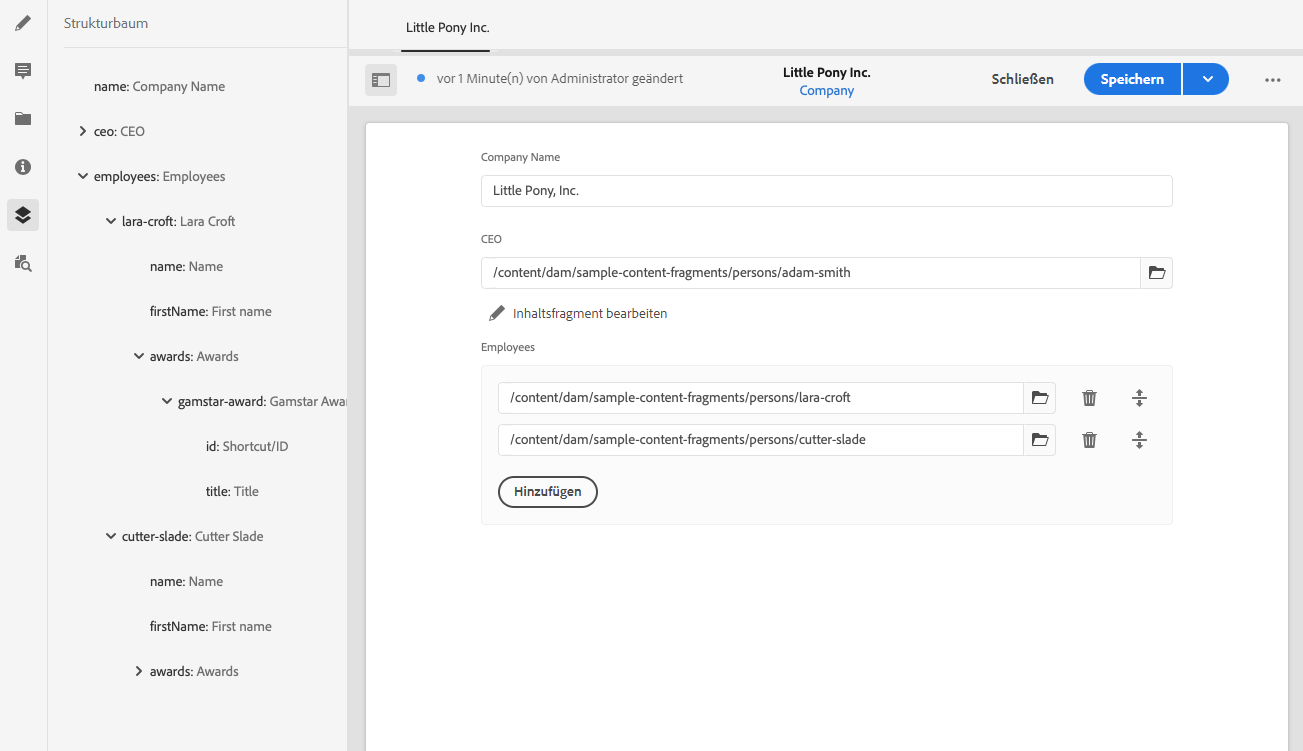 Strukturbaum
name: Company Name
ceo: CEO
employees: Employees
lara-croft: Lara Croft
name: Name
firstName: First name
awards: Awards
gamstar-award: Gamstar Awa
id: Shortcut/ID
title: Title
cutter-slade: Cutter Slade
name: Name
firstName: First name
awards: Awards
Little Pony Inc.
vor 1 Minute(n) von Administrator geändert
Little Pony Inc.
Company
Schließen
Speichern
Company Name
Little Pony, Inc.
CEO
/content/dam/sample-content-fragments/persons/adam-smith
Inhaltsfragment bearbeiten
Employees
/content/dam/sample-content-fragments/persons/lara-croft
/content/dam/sample-content-fragments/persons/cutter-slade
Hinzufügen